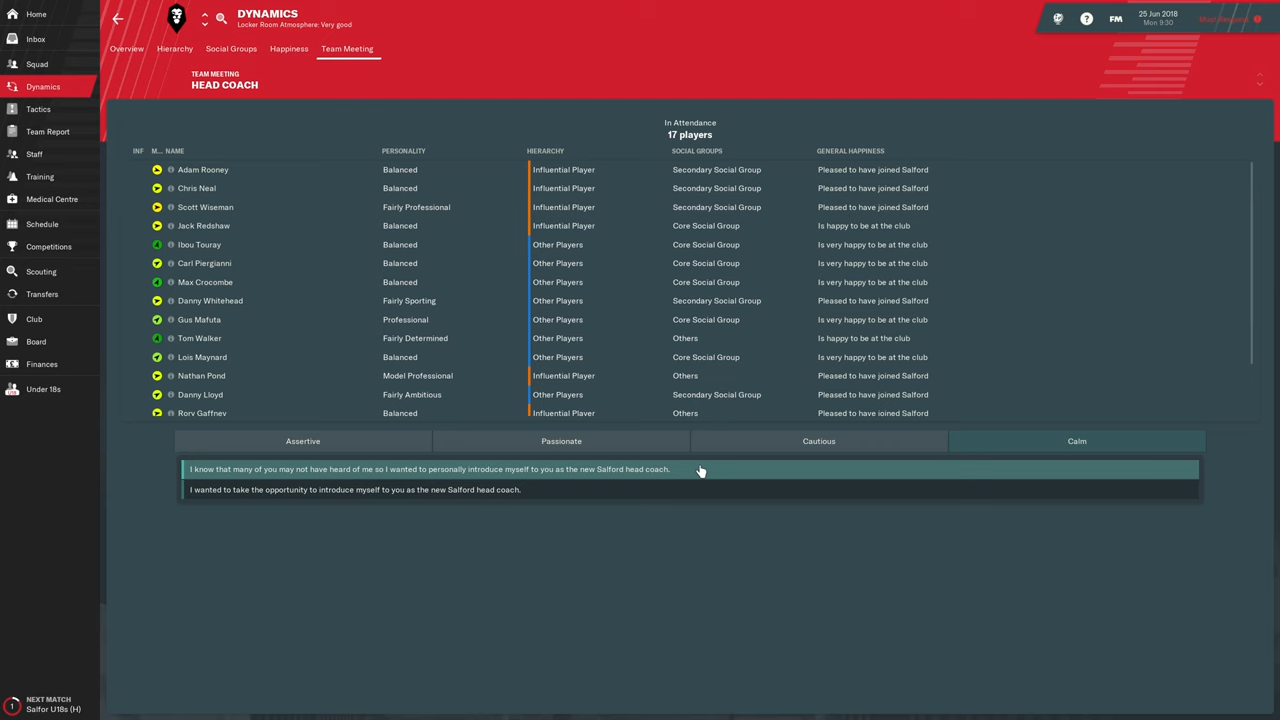 Home
Inbox
Squad
Dynamics
Tactics
Team Report
Staff
Training
Medical Centre
Schedule
Competitions
Scouting
Transfers
Club
Board
Finances
Under 18s
1 NEXT MATCH
Salfor U18s (H)
DYNAMICS
Locker Room Atmosphere: Very good
25 Jun 2018
Mon 9:30
? FM
Overview Hierarchy Social Groups Happiness Team Meeting
TEAM MEETING
HEAD COACH
In Attendance
17 players
INF M... NAME PERSONALITY HIERARCHY SOCIAL GROUPS GENERAL HAPPINESS
Adam Rooney Balanced Influential Player Secondary Social Group Pleased to have joined Salford
Chris Neal Balanced Influential Player Secondary Social Group Pleased to have joined Salford
Scott Wiseman Fairly Professional Influential Player Secondary Social Group Pleased to have joined Salford
Jack Redshaw Balanced Influential Player Core Social Group Is happy to be at the club
Ibou Touray Balanced Other Players Core Social Group Is very happy to be at the club
Carl Piergianni Balanced Other Players Core Social Group Is very happy to be at the club
Max Crocombe Balanced Other Players Core Social Group Is very happy to be at the club
Danny Whitehead Fairly Sporting Other Players Secondary Social Group Pleased to have joined Salford
Gus Mafuta Professional Other Players Core Social Group Is very happy to be at the club
Tom Walker Fairly Determined Other Players Others Is happy to be at the club
Lois Maynard Balanced Other Players Core Social Group Is very happy to be at the club
Nathan Pond Model Professional Influential Player Others Pleased to have joined Salford
Danny Lloyd Fairly Ambitious Other Players Secondary Social Group Pleased to have joined Salford
Rory Gaffney Balanced Influential Player Others Pleased to have joined Salford
Assertive Passionate Cautious Calm
I know that many of you may not have heard of me so I wanted to personally introduce myself to you as the new Salford head coach.
I wanted to take the opportunity to introduce myself to you as the new Salford head coach.